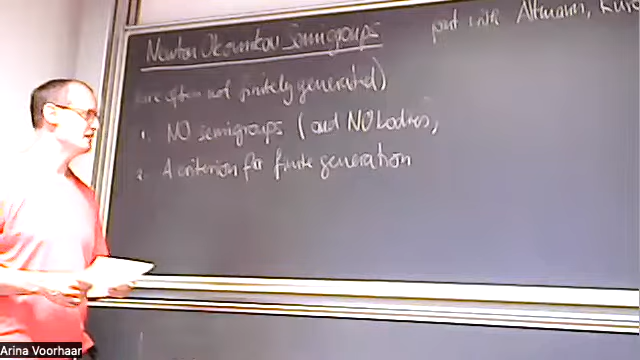 Newton Okounkov Semigroups
joint with Altmann, Kür
(are often not finitely generated)
1. NO semigroups (and NO bodies)
2. A criterion for finite generation
Arina Voorhaar